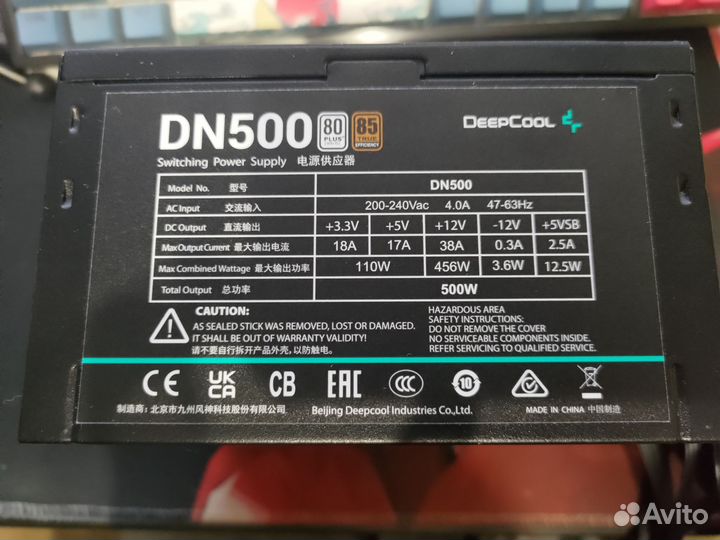 DN500 80 PLUS 85 TRUE EFFICIENCY DEEPCOOL
Switching Power Supply 电源供应器
Model No. 型号 DN500
AC Input 交流输入 200-240Vac 4.0A 47-63Hz
DC Output 直流输出 +3.3V +5V +12V -12V +5VSB
Max Output Current 最大输出电流 18A 17A 38A 0.3A 2.5A
Max Combined Wattage 最大输出功率 110W 456W 3.6W 12.5W
Total Output 总功率 500W
CAUTION:
AS SEALED STICK WAS REMOVED, LOST OR DAMAGED.
IT SHALL BE OUT OF WARRANTY VALIDITY!
请不要自行拆开产品外壳，以防触电。
HAZARDOUS AREA
SAFETY INSTRUCTIONS:
DO NOT REMOVE THE COVER
NO SERVICEABLE COMPONENTS INSIDE.
REFER SERVICING TO QUALIFIED SERVICE.
CE UK CA CB EAC CCC 10
制造商: 北京市九州风神科技股份有限公司 Beijing Deepcool Industries Co.,Ltd. MADE IN CHINA 中国制造
Avito